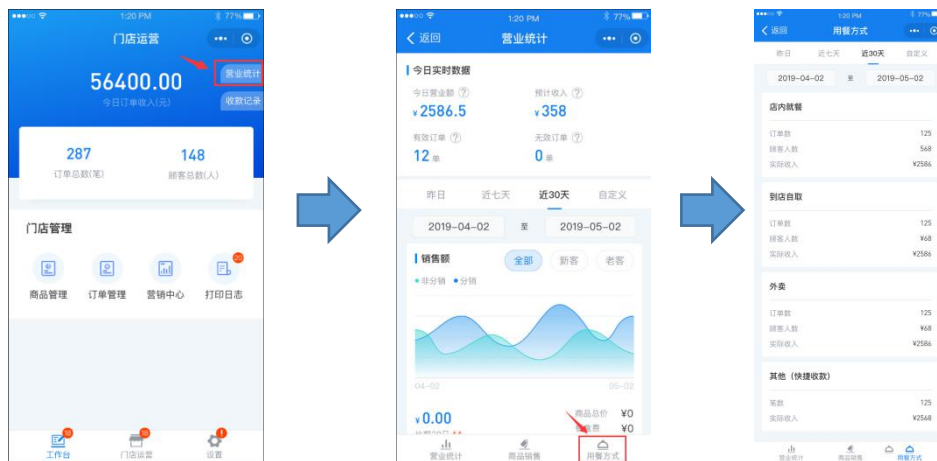 1:20 PM
77%
门店运营
56400.00
今日订单收入(元)
营业统计
收款记录
287
148
订单总数(笔)
顾客总数(人)
门店管理
20
商品管理
订单管理
营销中心
打印日志
18
18
工作台
门店运营
设置
1:20 PM
77%
返回
营业统计
今日实时数据
今日营业额 ?
预计收入 ?
¥2586.5
¥358
有效订单 ?
无效订单 ?
12 单
0 单
昨日
近七天
近30天
自定义
2019-04-02
至
2019-05-02
销售额
全部
新客
老客
非分销
分销
04-02
05-02
¥0.00
商品总价 ¥0
¥0
营业统计
商品销售
用餐方式
1:20 PM
77%
返回
用餐方式
昨日
近七天
近30天
自定义
2019-04-02
至
2019-05-02
店内就餐
订单数 125
顾客人数 568
实际收入 ¥2586
到店自取
订单数 125
顾客人数 ¥68
实际收入 ¥2586
外卖
订单数 125
顾客人数 ¥68
实际收入 ¥2586
其他（快捷收款）
笔数 125
实际收入 ¥2568
营业统计
商品销售
用餐方式